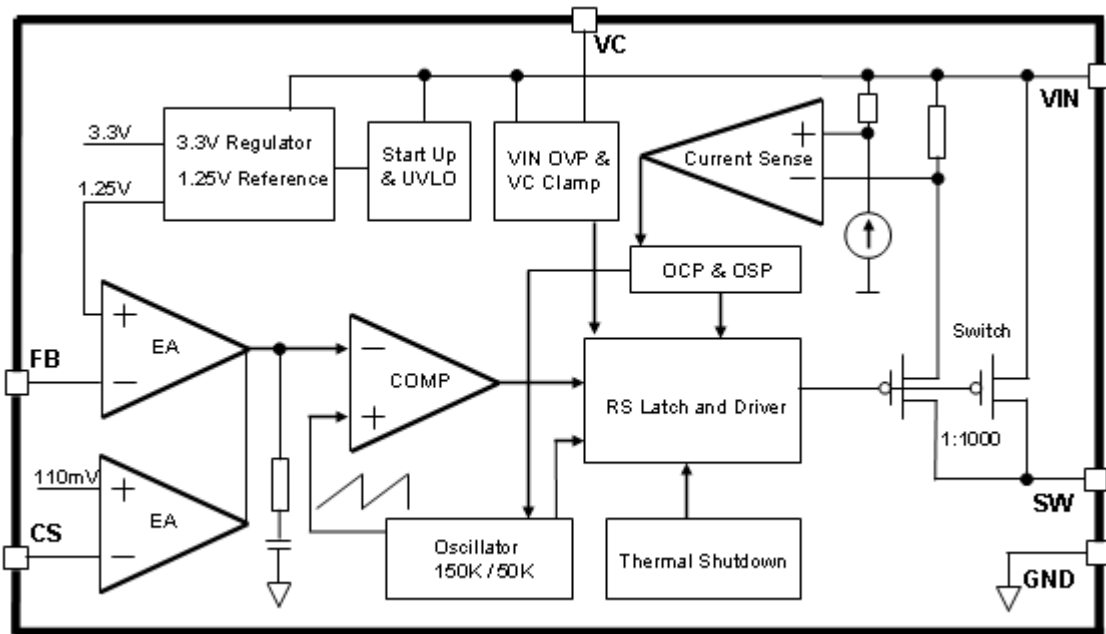 VC
VIN
3.3V
3.3V Regulator
1.25V Reference
1.25V
Start Up
& UVLO
VIN OVP &
VC Clamp
+
Current Sense
−
OCP & OSP
+
EA
−
FB
−
COMP
+
RS Latch and Driver
Switch
1:1000
110mV
+
EA
−
CS
Oscillator
150K / 50K
Thermal Shutdown
SW
GND